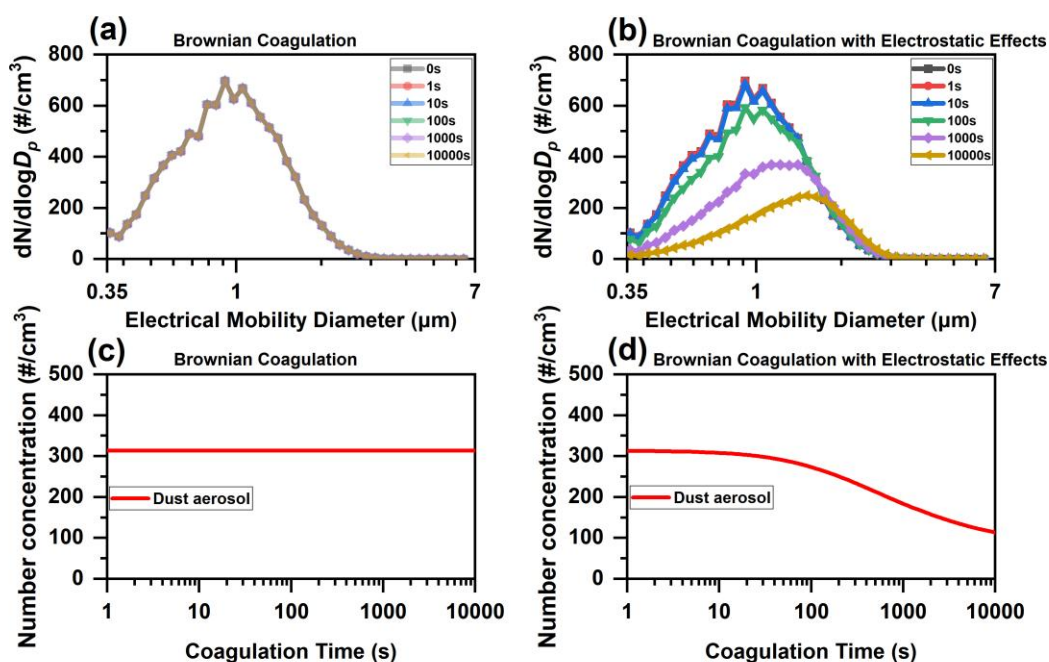 (a)
Brownian Coagulation
dN/dlogDp (#/cm3)
800
600
400
200
0
0s
1s
10s
100s
1000s
10000s
0.35
1
7
Electrical Mobility Diameter (µm)
(b)
Brownian Coagulation with Electrostatic Effects
dN/dlogDp (#/cm3)
800
600
400
200
0
0s
1s
10s
100s
1000s
10000s
0.35
1
7
Electrical Mobility Diameter (µm)
(c)
Brownian Coagulation
Number concentration (#/cm3)
500
400
300
200
100
0
Dust aerosol
1
10
100
1000
10000
Coagulation Time (s)
(d)
Brownian Coagulation with Electrostatic Effects
Number concentration (#/cm3)
500
400
300
200
100
0
Dust aerosol
1
10
100
1000
10000
Coagulation Time (s)